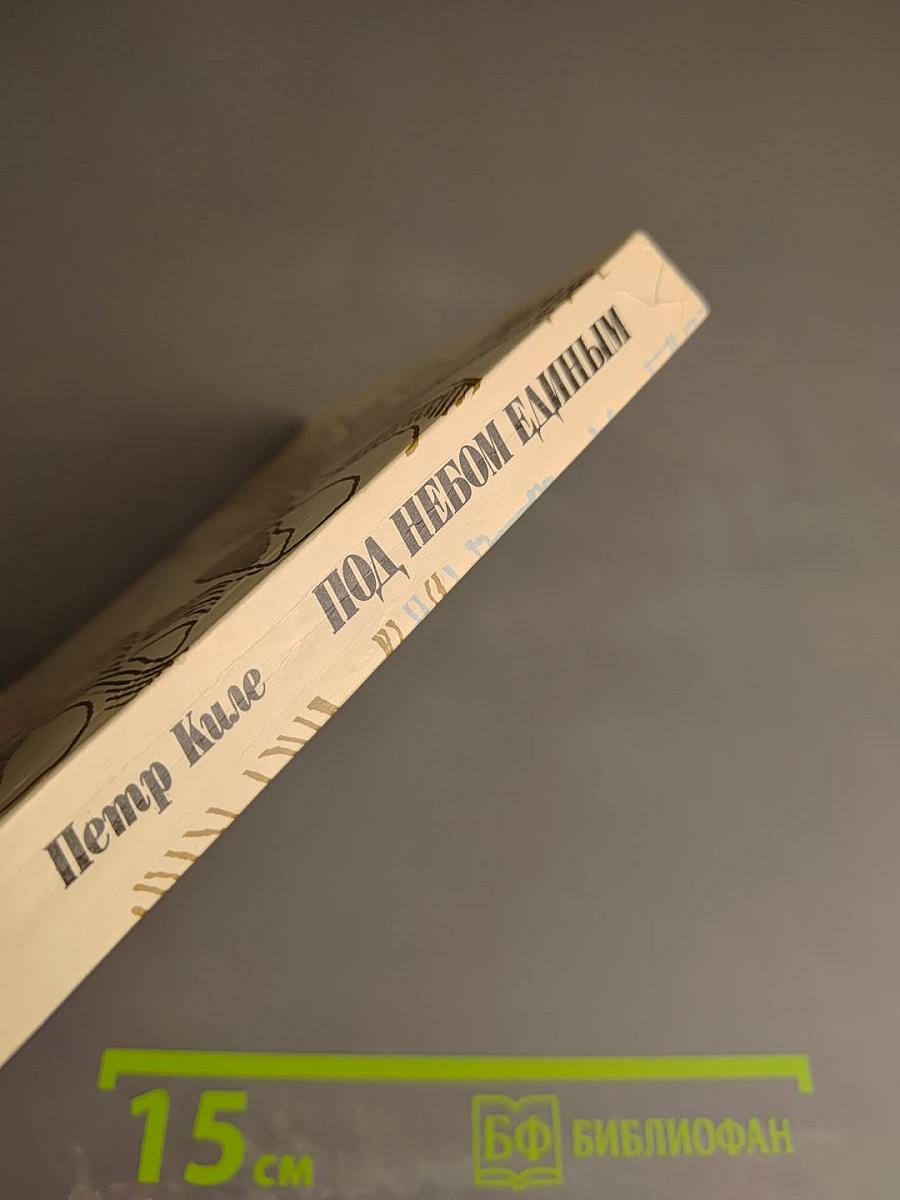 Петр Киле ПОД НЕБОМ ЕДИНЫМ
15 см
БФ БИБЛИОФАН